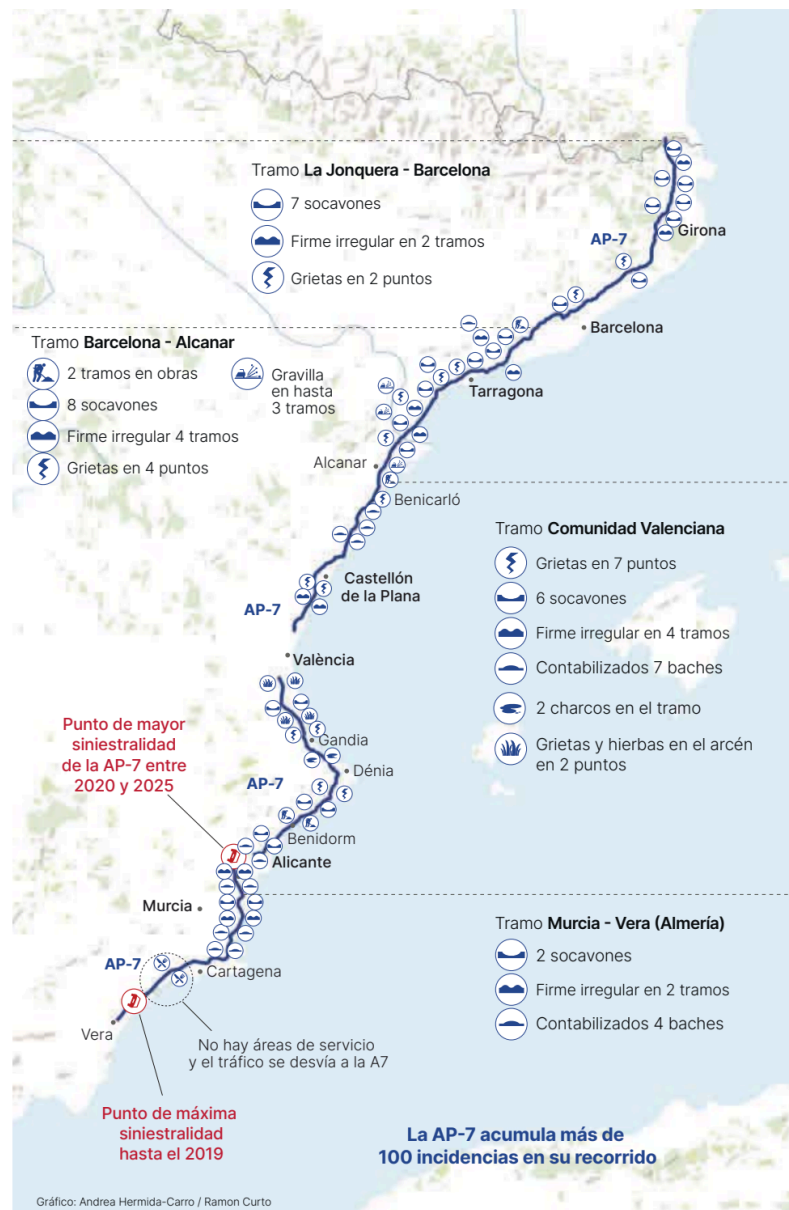 Tramo La Jonquera - Barcelona
7 socavones
Firme irregular en 2 tramos
Grietas en 2 puntos
AP-7
Girona
Barcelona
Tramo Barcelona - Alcanar
2 tramos en obras
8 socavones
Firme irregular 4 tramos
Grietas en 4 puntos
Gravilla
en hasta
3 tramos
Tarragona
Alcanar
Benicarló
Tramo Comunidad Valenciana
Grietas en 7 puntos
6 socavones
Firme irregular en 4 tramos
Contabilizados 7 baches
2 charcos en el tramo
Grietas y hierbas en el arcén
en 2 puntos
Castellón
de la Plana
AP-7
València
Punto de mayor
siniestralidad
de la AP-7 entre
2020 y 2025
Gandia
AP-7
Dénia
Benidorm
Alicante
Murcia
Tramo Murcia - Vera (Almería)
2 socavones
Firme irregular en 2 tramos
Contabilizados 4 baches
AP-7
Cartagena
Vera
No hay áreas de servicio
y el tráfico se desvía a la A7
Punto de máxima
siniestralidad
hasta el 2019
La AP-7 acumula más de
100 incidencias en su recorrido
Gráfico: Andrea Hermida-Carro / Ramon Curto